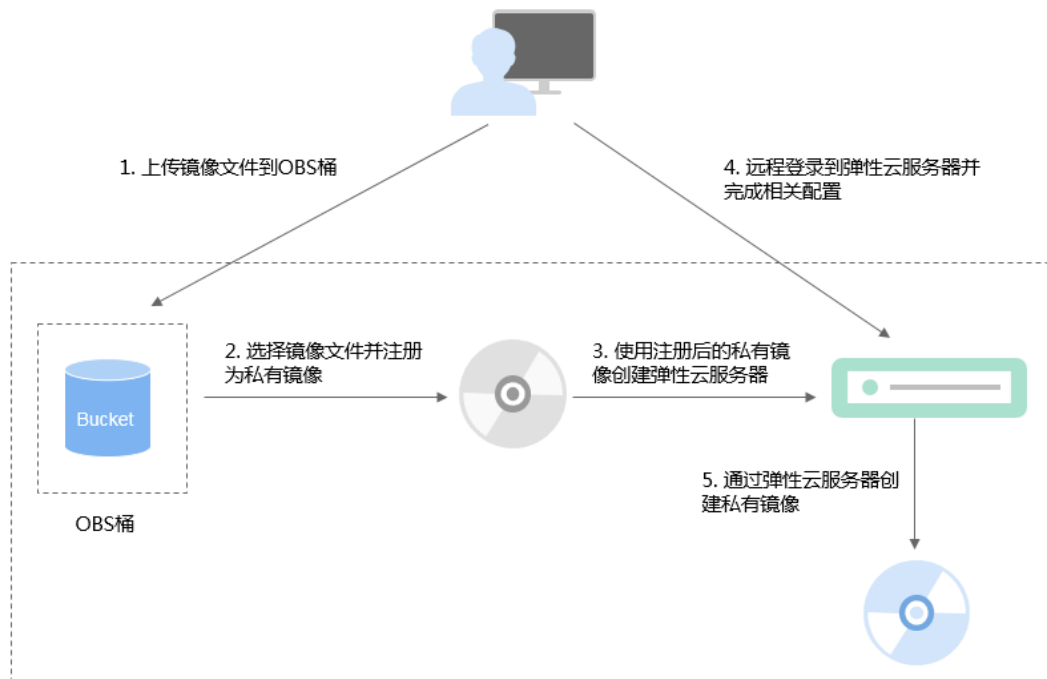 1. 上传镜像文件到OBS桶
4. 远程登录到弹性云服务器并
完成相关配置
2. 选择镜像文件并注册
为私有镜像
3. 使用注册后的私有镜
像创建弹性云服务器
Bucket
OBS桶
5. 通过弹性云服务器创
建私有镜像